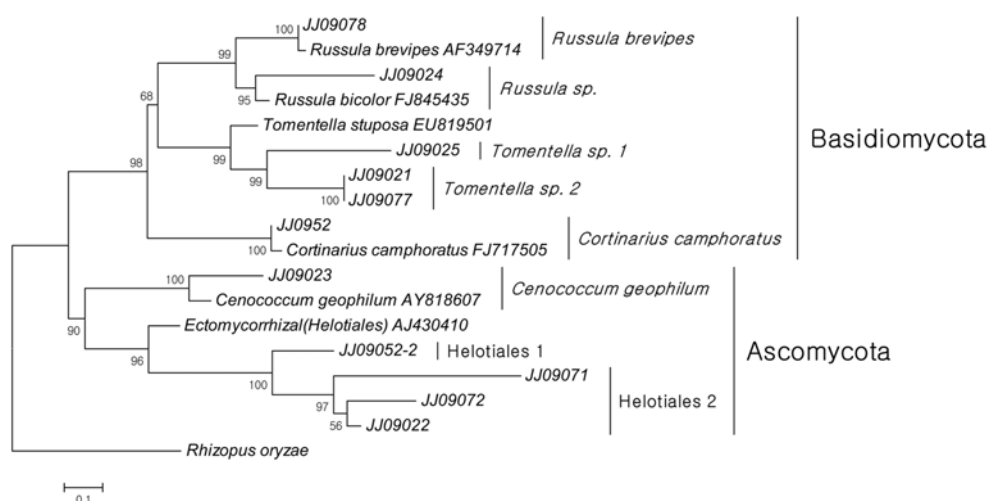 100 JJ09078
Russula brevipes AF349714
Russula brevipes
99
JJ09024
95 Russula bicolor FJ845435
Russula sp.
68
Tomentella stuposa EU819501
99
JJ09025
Tomentella sp. 1
99
JJ09021
100 JJ09077
Tomentella sp. 2
98
JJ0952
100 Cortinarius camphoratus FJ717505
Cortinarius camphoratus
Basidiomycota
100 JJ09023
Cenococcum geophilum AY818607
Cenococcum geophilum
90
Ectomycorrhizal(Helotiales) AJ430410
96
JJ09052-2
Helotiales 1
100
JJ09071
97
JJ09072
56 JJ09022
Helotiales 2
Ascomycota
Rhizopus oryzae
0.1